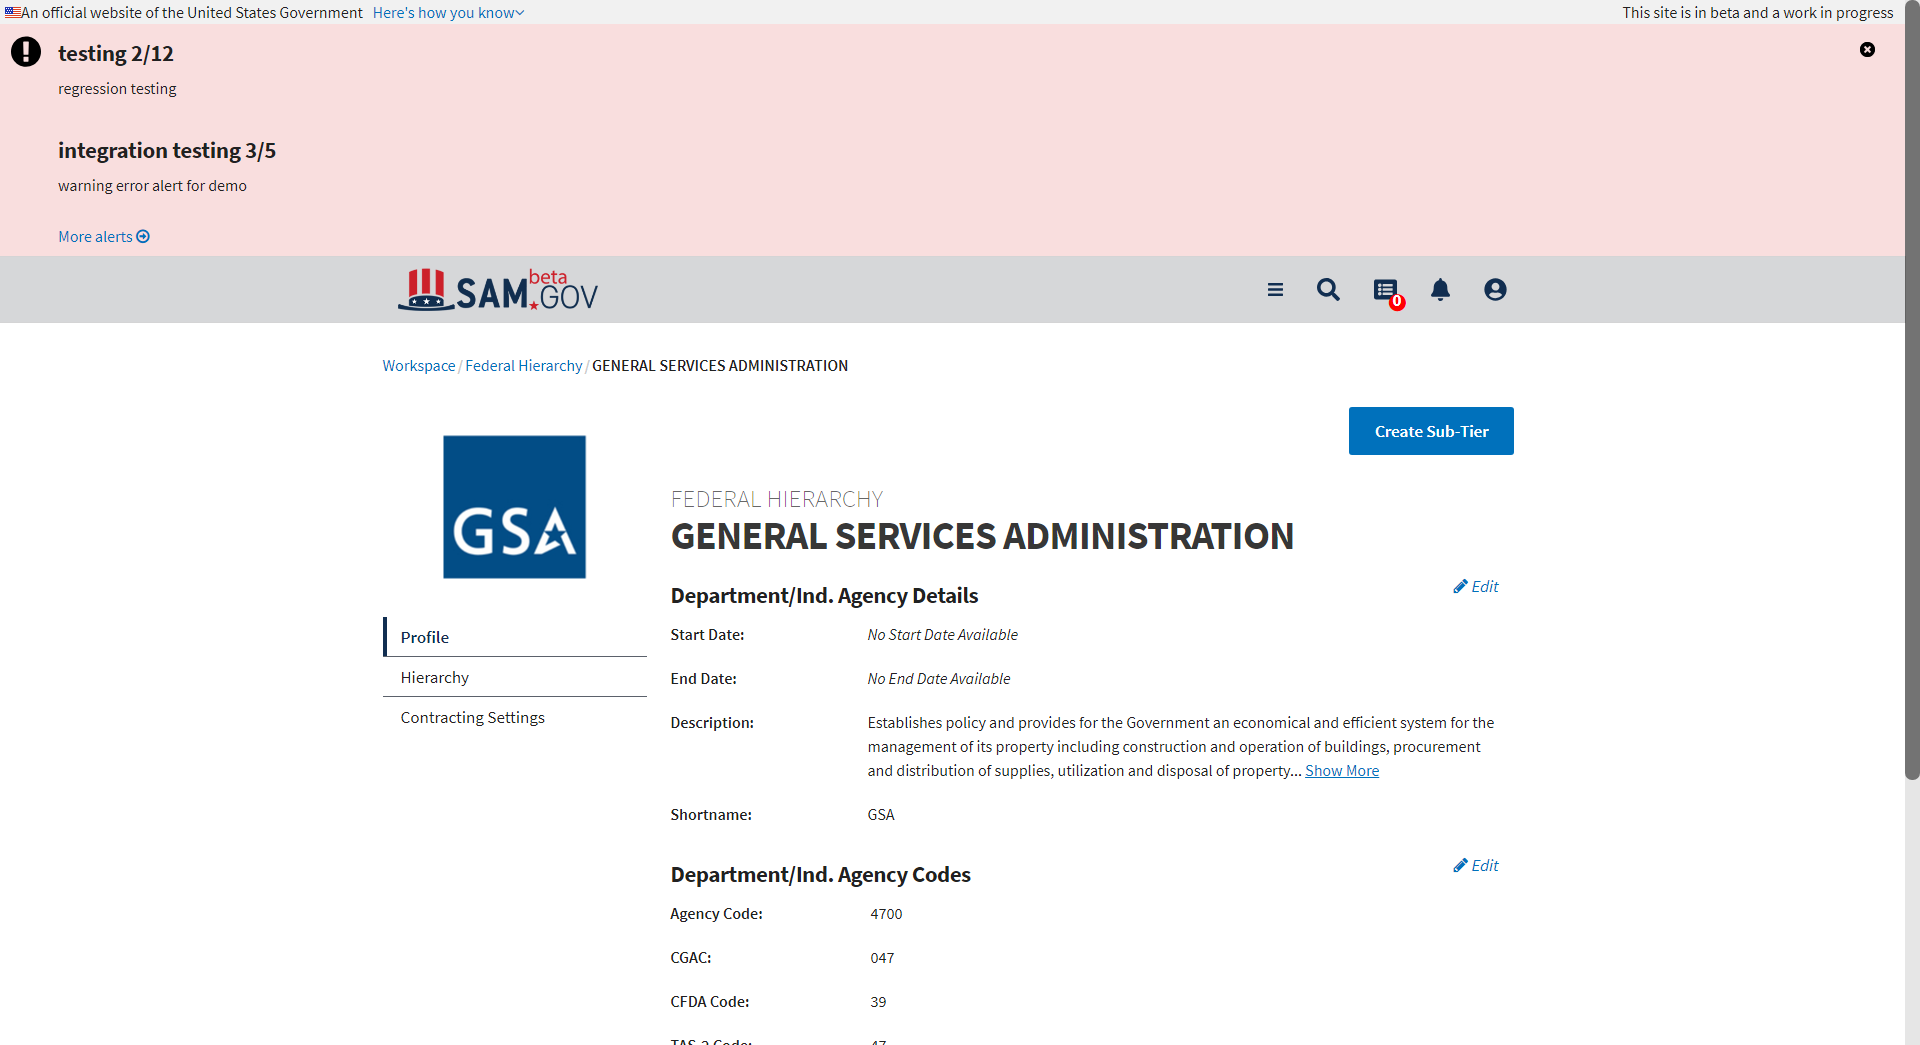 An official website of the United States Government Here's how you know
This site is in beta and a work in progress
testing 2/12
regression testing
integration testing 3/5
warning error alert for demo
More alerts
SAM.GOV beta
0
Workspace / Federal Hierarchy / GENERAL SERVICES ADMINISTRATION
Create Sub-Tier
GSA
Profile
Hierarchy
Contracting Settings
FEDERAL HIERARCHY
GENERAL SERVICES ADMINISTRATION
Department/Ind. Agency Details
Edit
Start Date: No Start Date Available
End Date: No End Date Available
Description: Establishes policy and provides for the Government an economical and efficient system for the
management of its property including construction and operation of buildings, procurement
and distribution of supplies, utilization and disposal of property... Show More
Shortname: GSA
Department/Ind. Agency Codes
Edit
Agency Code: 4700
CGAC: 047
CFDA Code: 39
TAS-2 Code: 47